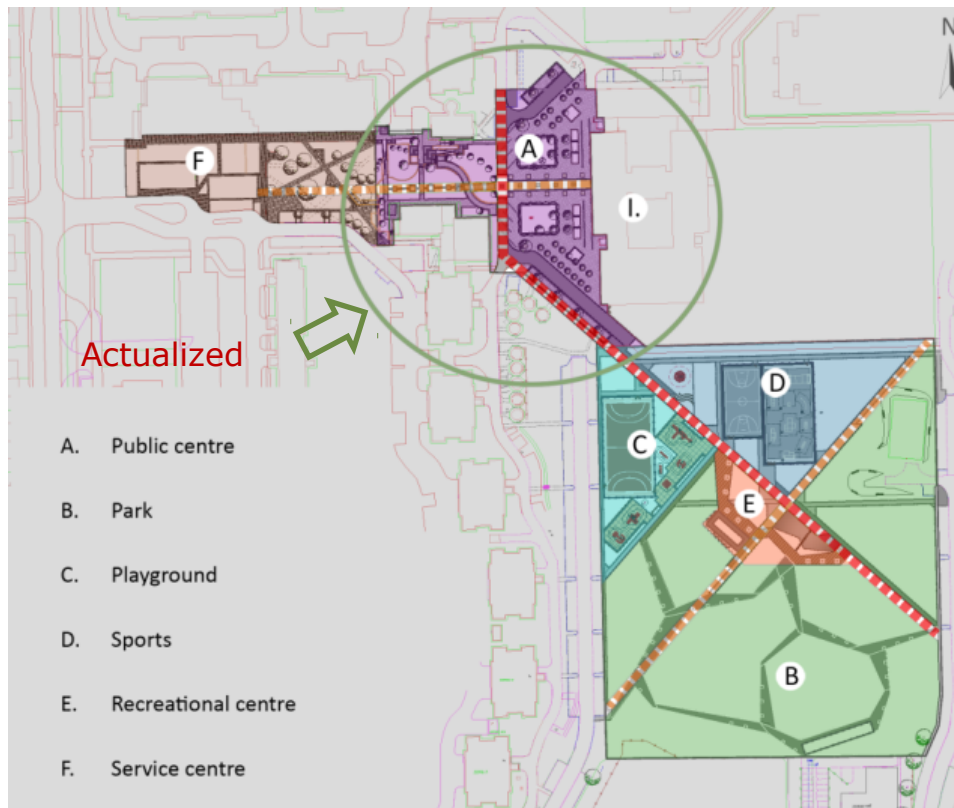 N
A
F
I.
Actualized
D
C
E
B
A. Public centre
B. Park
C. Playground
D. Sports
E. Recreational centre
F. Service centre